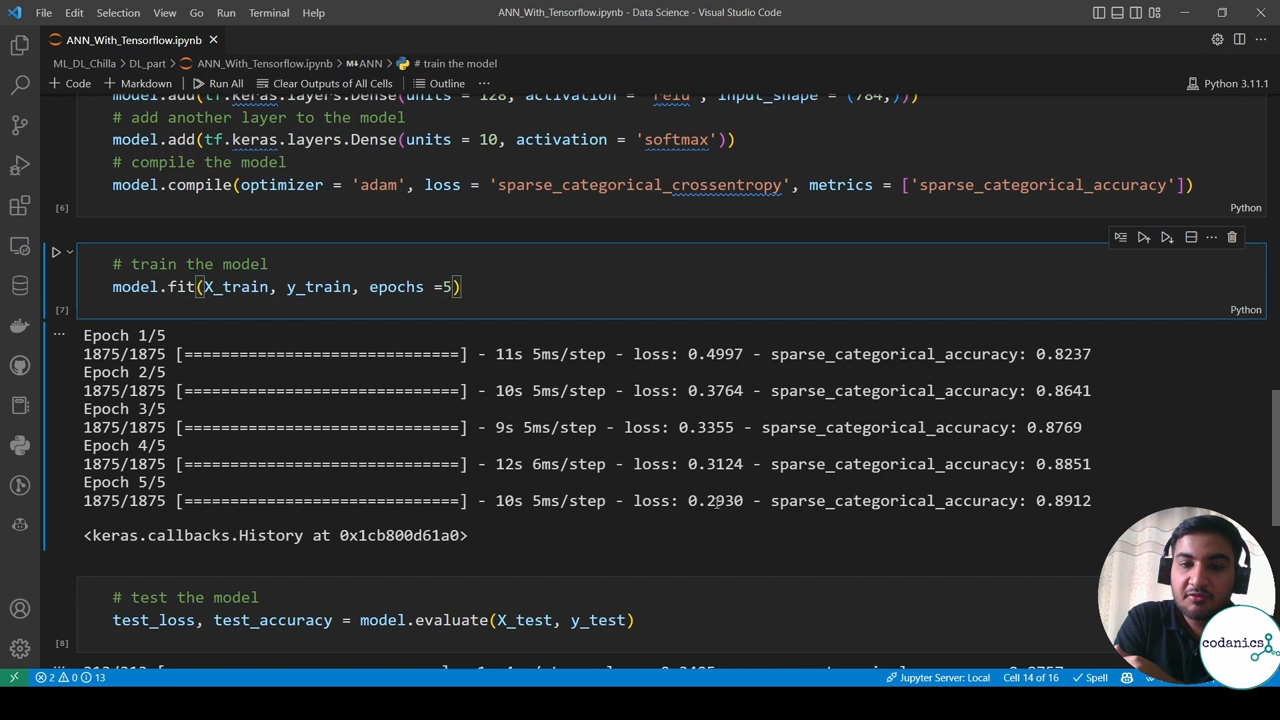 File Edit Selection View Go Run Terminal Help
ANN_With_Tensorflow.ipynb - Data Science - Visual Studio Code
ANN_With_Tensorflow.ipynb
ML_DL_Chilla > DL_part > ANN_With_Tensorflow.ipynb > ANN > # train the model
+ Code + Markdown Run All Clear Outputs of All Cells Outline ...
Python 3.11.1
model.add(tf.keras.layers.Dense(units = 128, activation = 'relu', input_shape = (784,)))
# add another layer to the model
model.add(tf.keras.layers.Dense(units = 10, activation = 'softmax'))
# compile the model
model.compile(optimizer = 'adam', loss = 'sparse_categorical_crossentropy', metrics = ['sparse_categorical_accuracy'])
[6]
Python
# train the model
model.fit(X_train, y_train, epochs =5)
[7]
Python
Epoch 1/5
1875/1875 [==============================] - 11s 5ms/step - loss: 0.4997 - sparse_categorical_accuracy: 0.8237
Epoch 2/5
1875/1875 [==============================] - 10s 5ms/step - loss: 0.3764 - sparse_categorical_accuracy: 0.8641
Epoch 3/5
1875/1875 [==============================] - 9s 5ms/step - loss: 0.3355 - sparse_categorical_accuracy: 0.8769
Epoch 4/5
1875/1875 [==============================] - 12s 6ms/step - loss: 0.3124 - sparse_categorical_accuracy: 0.8851
Epoch 5/5
1875/1875 [==============================] - 10s 5ms/step - loss: 0.2930 - sparse_categorical_accuracy: 0.8912
<keras.callbacks.History at 0x1cb800d61a0>
# test the model
test_loss, test_accuracy = model.evaluate(X_test, y_test)
[8]
codanics
2 0 13
Jupyter Server: Local Cell 14 of 16 Spell